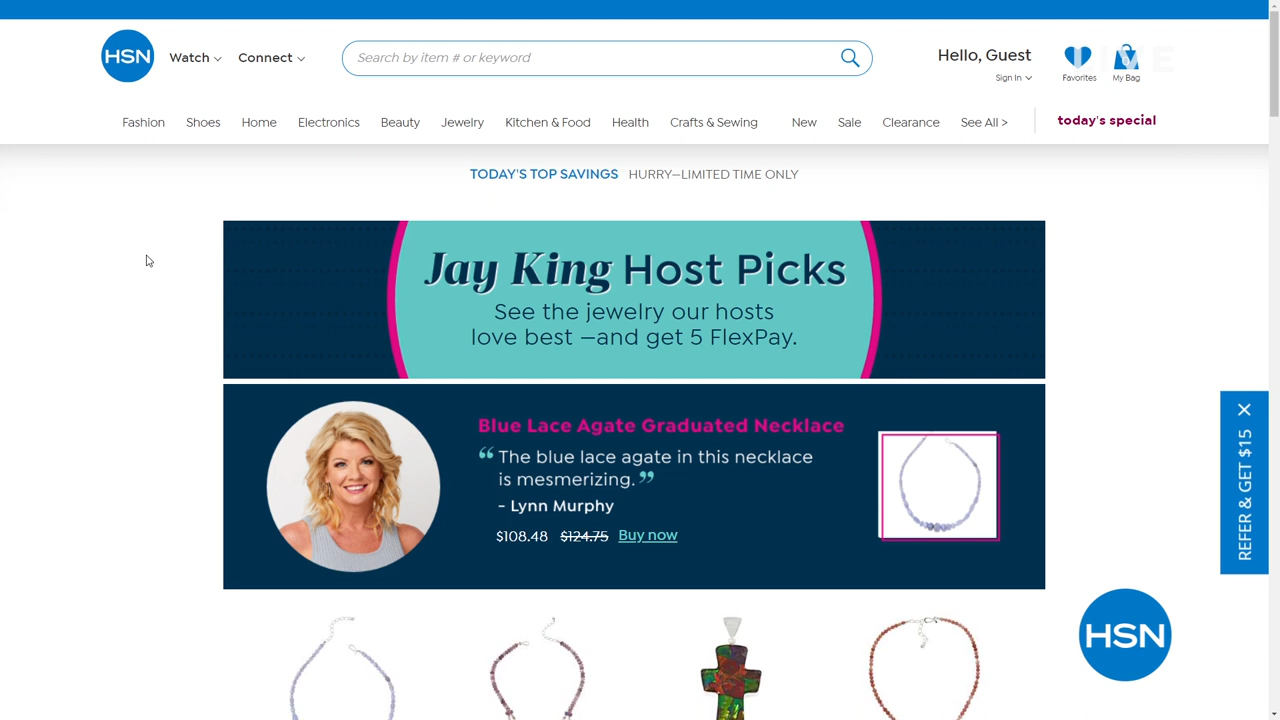 HSN
Watch
Connect
Search by item # or keyword
Hello, Guest
Sign In
Favorites
0
My Bag
Fashion
Shoes
Home
Electronics
Beauty
Jewelry
Kitchen & Food
Health
Crafts & Sewing
New
Sale
Clearance
See All >
today's special
TODAY'S TOP SAVINGS HURRY—LIMITED TIME ONLY
Jay King Host Picks
See the jewelry our hosts
love best —and get 5 FlexPay.
Blue Lace Agate Graduated Necklace
“The blue lace agate in this necklace
is mesmerizing.”
- Lynn Murphy
$108.48 $124.75 Buy now
REFER & GET $15
HSN